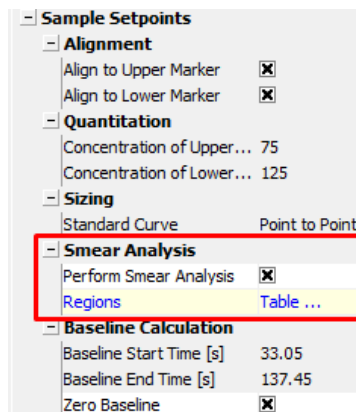 Sample Setpoints
Alignment
Align to Upper Marker
Align to Lower Marker
Quantitation
Concentration of Upper... 75
Concentration of Lower... 125
Sizing
Standard Curve Point to Point
Smear Analysis
Perform Smear Analysis
Regions Table ...
Baseline Calculation
Baseline Start Time [s] 33.05
Baseline End Time [s] 137.45
Zero Baseline